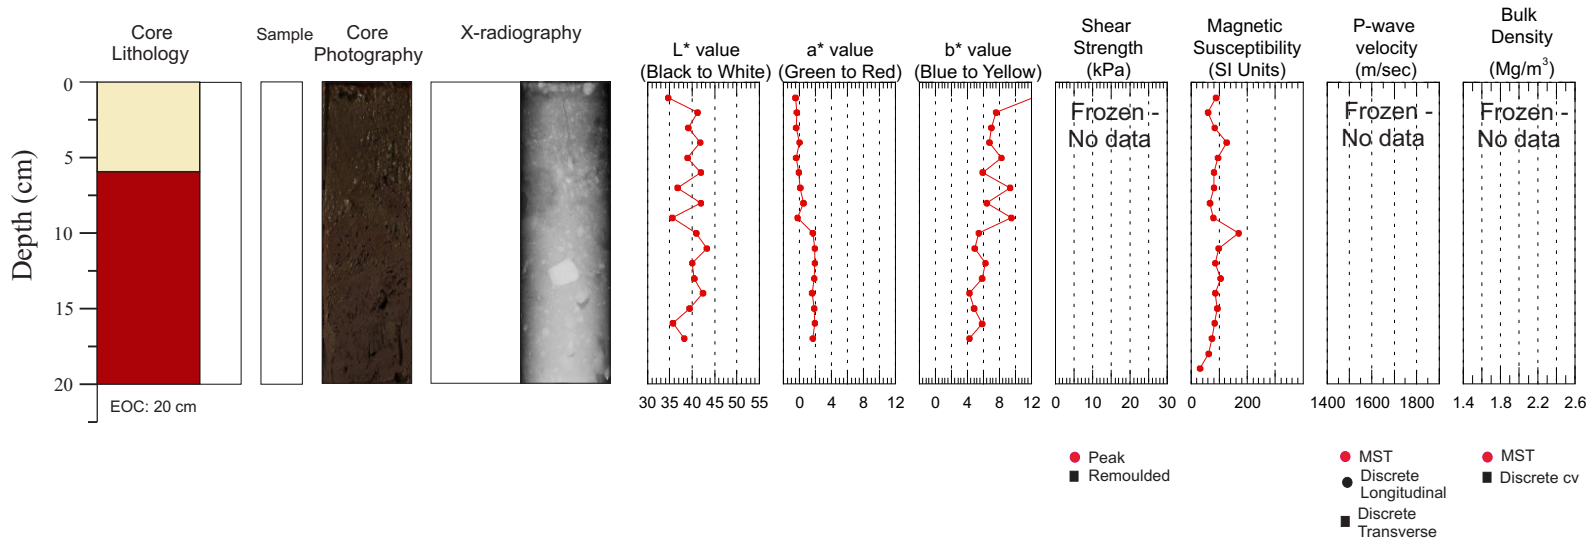 Core
Lithology
Sample
Core
Photography
X-radiography
L* value
(Black to White)
a* value
(Green to Red)
b* value
(Blue to Yellow)
Shear
Strength
(kPa)
Magnetic
Susceptibility
(SI Units)
P-wave
velocity
(m/sec)
Bulk
Density
(Mg/m³)
Depth (cm)
0
5
10
15
20
EOC: 20 cm
Frozen -
No data
Frozen -
No data
Frozen -
No data
30 35 40 45 50 55
0 4 8 12
0 4 8 12
0 10 20 30
0 200
1400 1600 1800
1.4 1.8 2.2 2.6
Peak
Remoulded
MST
Discrete
Longitudinal
Discrete
Transverse
MST
Discrete cv